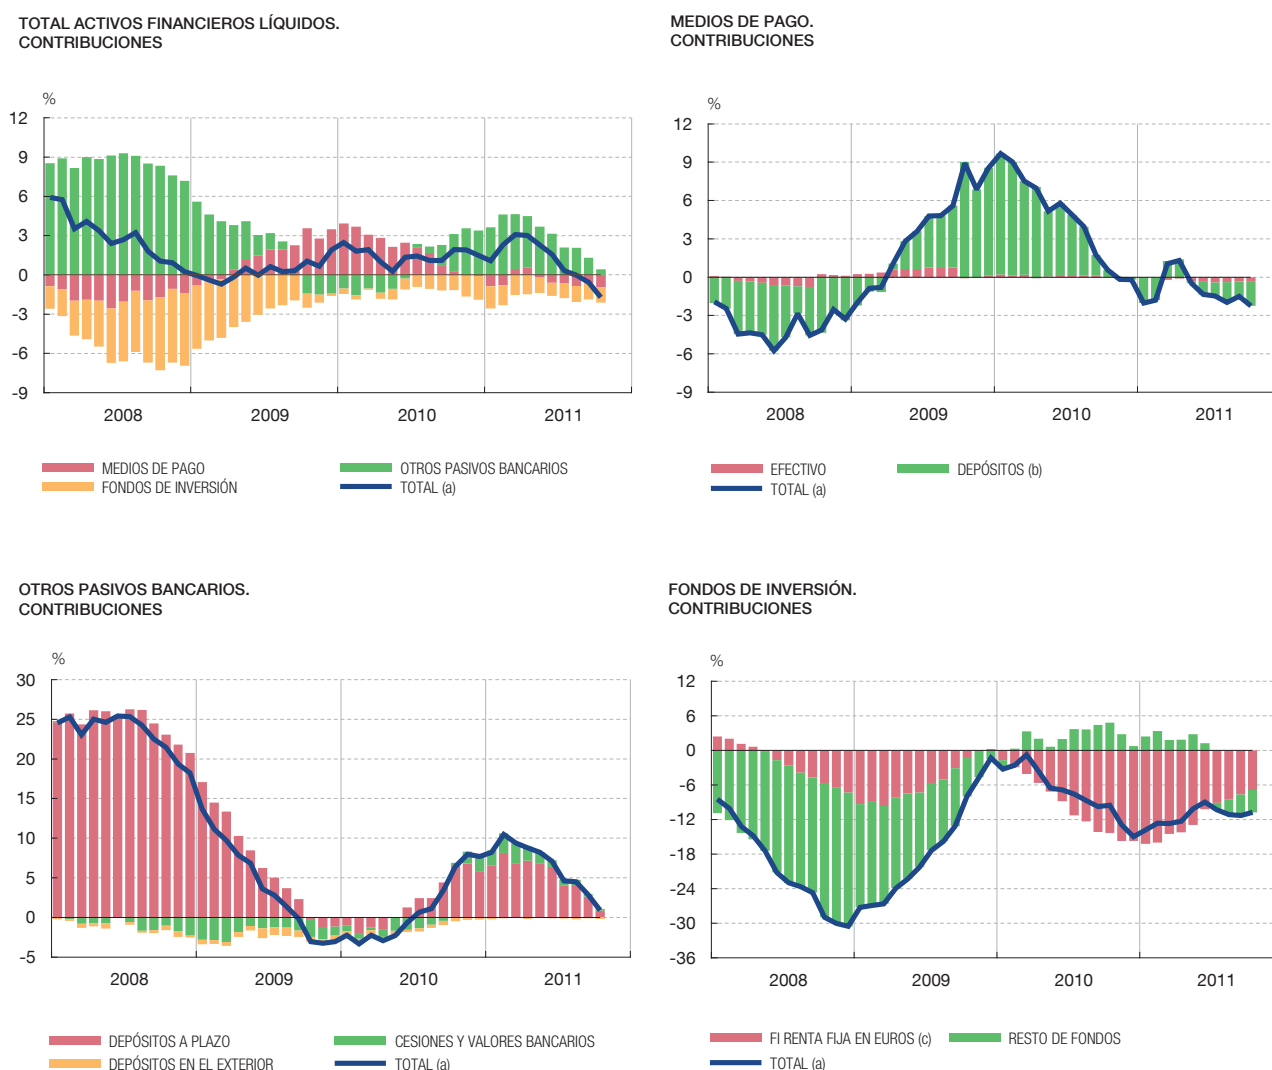 TOTAL ACTIVOS FINANCIEROS LÍQUIDOS.
CONTRIBUCIONES
%
12
9
6
3
0
-3
-6
-9
2008
2009
2010
2011
MEDIOS DE PAGO
OTROS PASIVOS BANCARIOS
FONDOS DE INVERSIÓN
TOTAL (a)
MEDIOS DE PAGO.
CONTRIBUCIONES
%
12
9
6
3
0
-3
-6
-9
2008
2009
2010
2011
EFECTIVO
DEPÓSITOS (b)
TOTAL (a)
OTROS PASIVOS BANCARIOS.
CONTRIBUCIONES
%
30
25
20
15
10
5
0
-5
2008
2009
2010
2011
DEPÓSITOS A PLAZO
CESIONES Y VALORES BANCARIOS
DEPÓSITOS EN EL EXTERIOR
TOTAL (a)
FONDOS DE INVERSIÓN.
CONTRIBUCIONES
%
12
6
0
-6
-12
-18
-24
-30
-36
2008
2009
2010
2011
FI RENTA FIJA EN EUROS (c)
RESTO DE FONDOS
TOTAL (a)